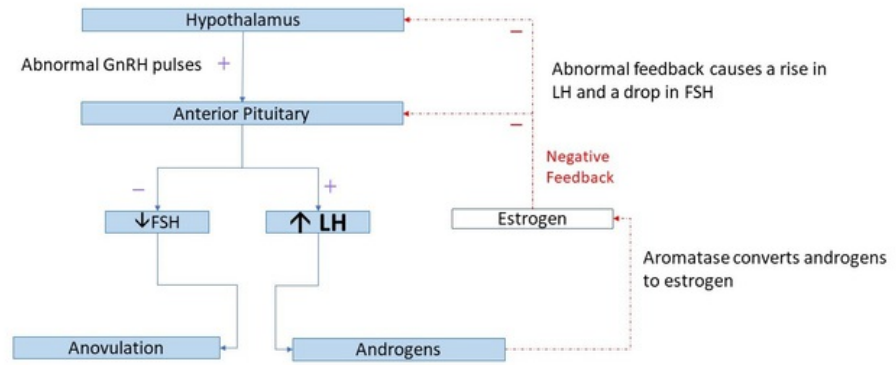 Hypothalamus
−
Abnormal GnRH pulses +
Abnormal feedback causes a rise in
LH and a drop in FSH
Anterior Pituitary
−
Negative
Feedback
−
+
↓FSH
↑ LH
Estrogen
Aromatase converts androgens
to estrogen
Anovulation
Androgens